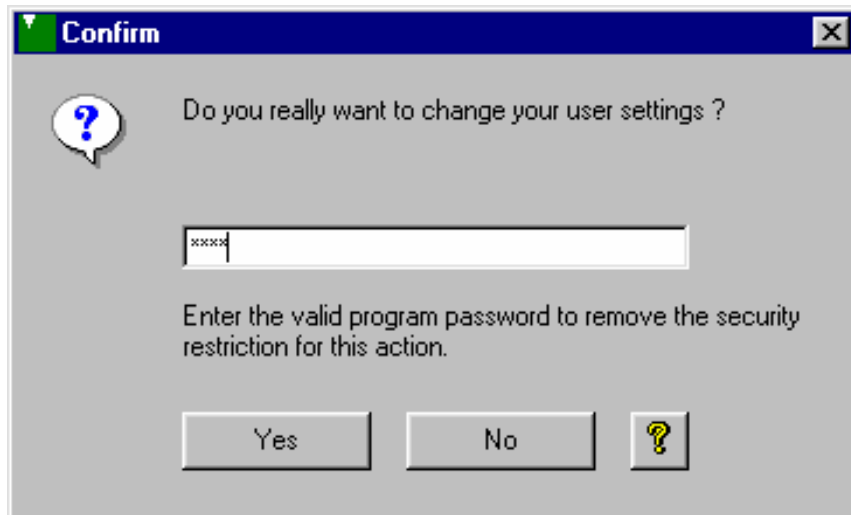 Confirm
Do you really want to change your user settings ?
****
Enter the valid program password to remove the security
restriction for this action.
Yes No